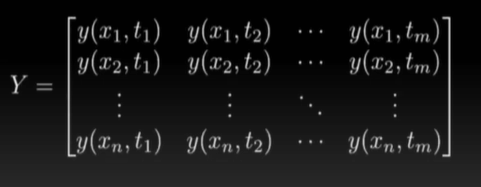 y(x₁, t₁) y(x₁, t₂) ⋯ y(x₁, tₘ)
y(x₂, t₁) y(x₂, t₂) ⋯ y(x₂, tₘ)
Y = ⋮ ⋮ ⋱ ⋮
y(xₙ, t₁) y(xₙ, t₂) ⋯ y(xₙ, tₘ)